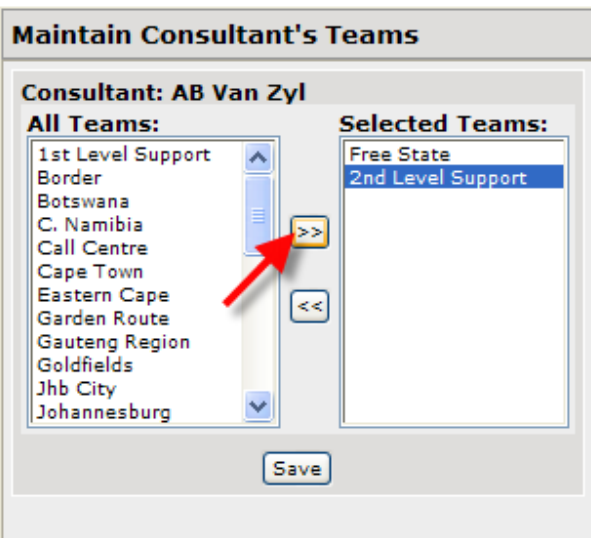 Maintain Consultant's Teams
Consultant: AB Van Zyl
All Teams:
1st Level Support
Border
Botswana
C. Namibia
Call Centre
Cape Town
Eastern Cape
Garden Route
Gauteng Region
Goldfields
Jhb City
Johannesburg
>>
<<
Selected Teams:
Free State
2nd Level Support
Save